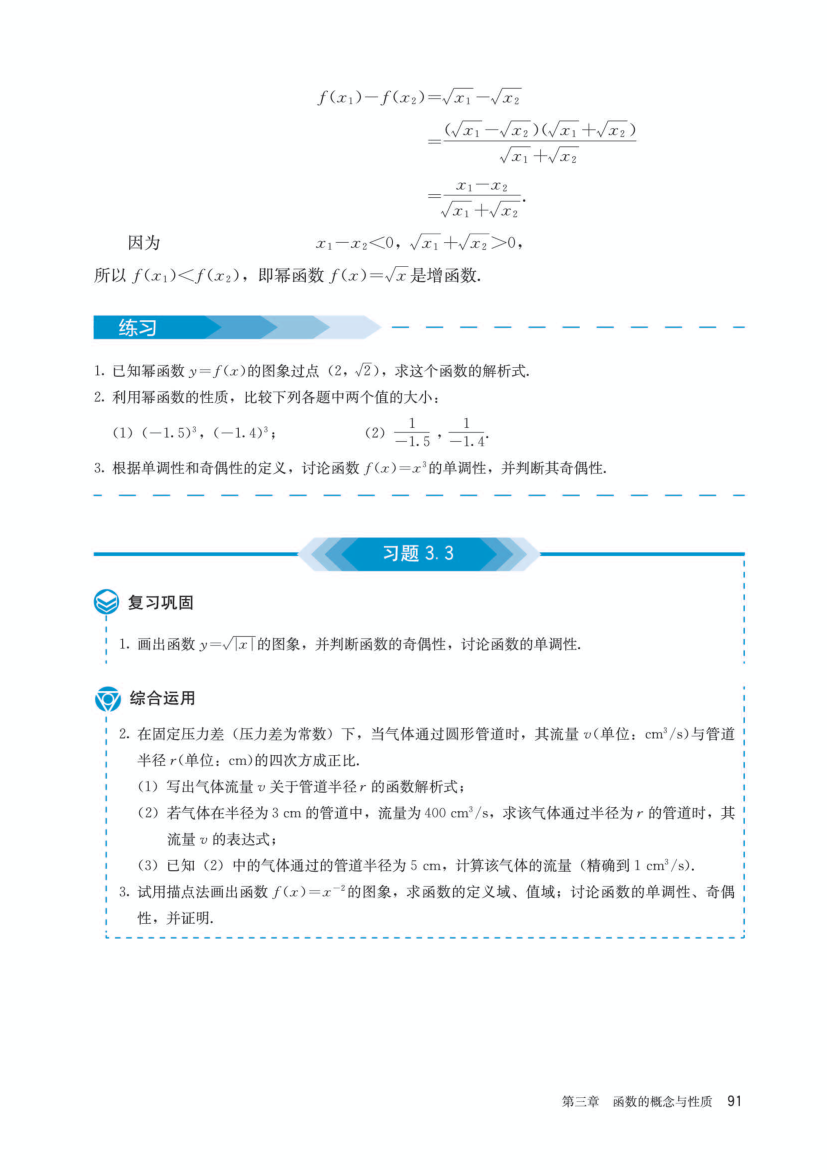 f(x₁)－f(x₂)＝√x₁－√x₂
＝(√x₁－√x₂)(√x₁＋√x₂)/(√x₁＋√x₂)
＝(x₁－x₂)/(√x₁＋√x₂).
因为 x₁－x₂＜0，√x₁＋√x₂＞0，
所以 f(x₁)＜f(x₂)，即幂函数 f(x)＝√x 是增函数.
练习
1. 已知幂函数 y＝f(x)的图象过点（2，√2），求这个函数的解析式.
2. 利用幂函数的性质，比较下列各题中两个值的大小：
（1）(－1.5)³，(－1.4)³； （2）1/－1.5，1/－1.4.
3. 根据单调性和奇偶性的定义，讨论函数 f(x)＝x³的单调性，并判断其奇偶性.
习题 3.3
复习巩固
1. 画出函数 y＝√|x| 的图象，并判断函数的奇偶性，讨论函数的单调性.
综合运用
2. 在固定压力差（压力差为常数）下，当气体通过圆形管道时，其流量 v(单位：cm³/s)与管道
半径 r(单位：cm)的四次方成正比.
（1）写出气体流量 v 关于管道半径 r 的函数解析式；
（2）若气体在半径为 3 cm 的管道中，流量为 400 cm³/s，求该气体通过半径为 r 的管道时，其
流量 v 的表达式；
（3）已知（2）中的气体通过的管道半径为 5 cm，计算该气体的流量（精确到 1 cm³/s）.
3. 试用描点法画出函数 f(x)＝x⁻²的图象，求函数的定义域、值域；讨论函数的单调性、奇偶
性，并证明.
第三章 函数的概念与性质 91